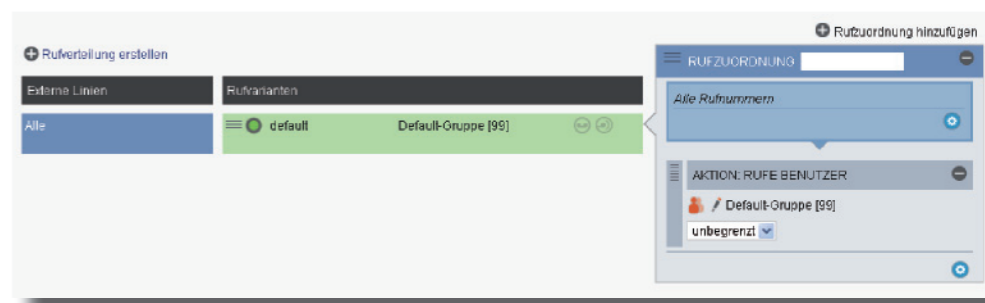 Rufzuordnung hinzufügen
Rufverteilung erstellen
RUFZUORDNUNG
Externe Linien
Rufvarianten
Alle Rufnummern
Alle
default
Default-Gruppe [99]
AKTION: RUFE BENUTZER
Default-Gruppe [99]
unbegrenzt